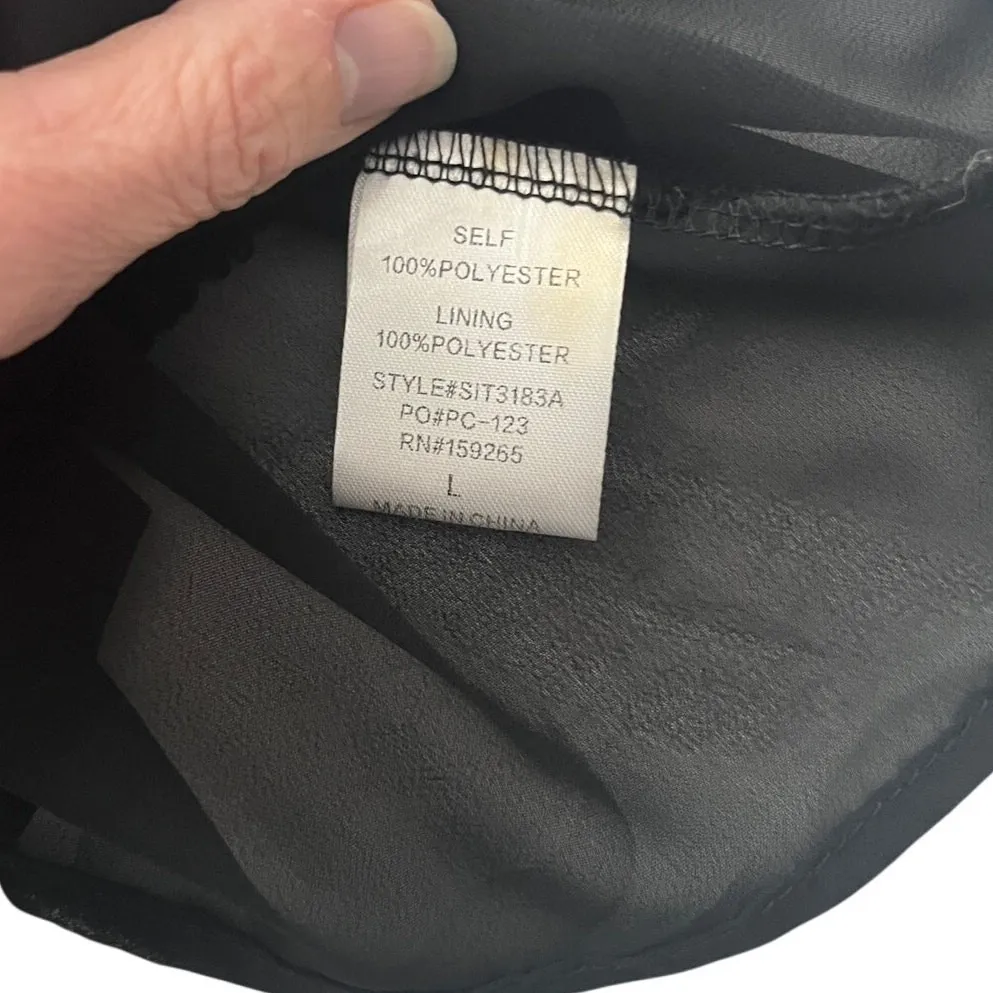 SELF
100%POLYESTER
LINING
100%POLYESTER
STYLE#SIT3183A
PO#PC-123
RN#159265
L
MADE IN CHINA